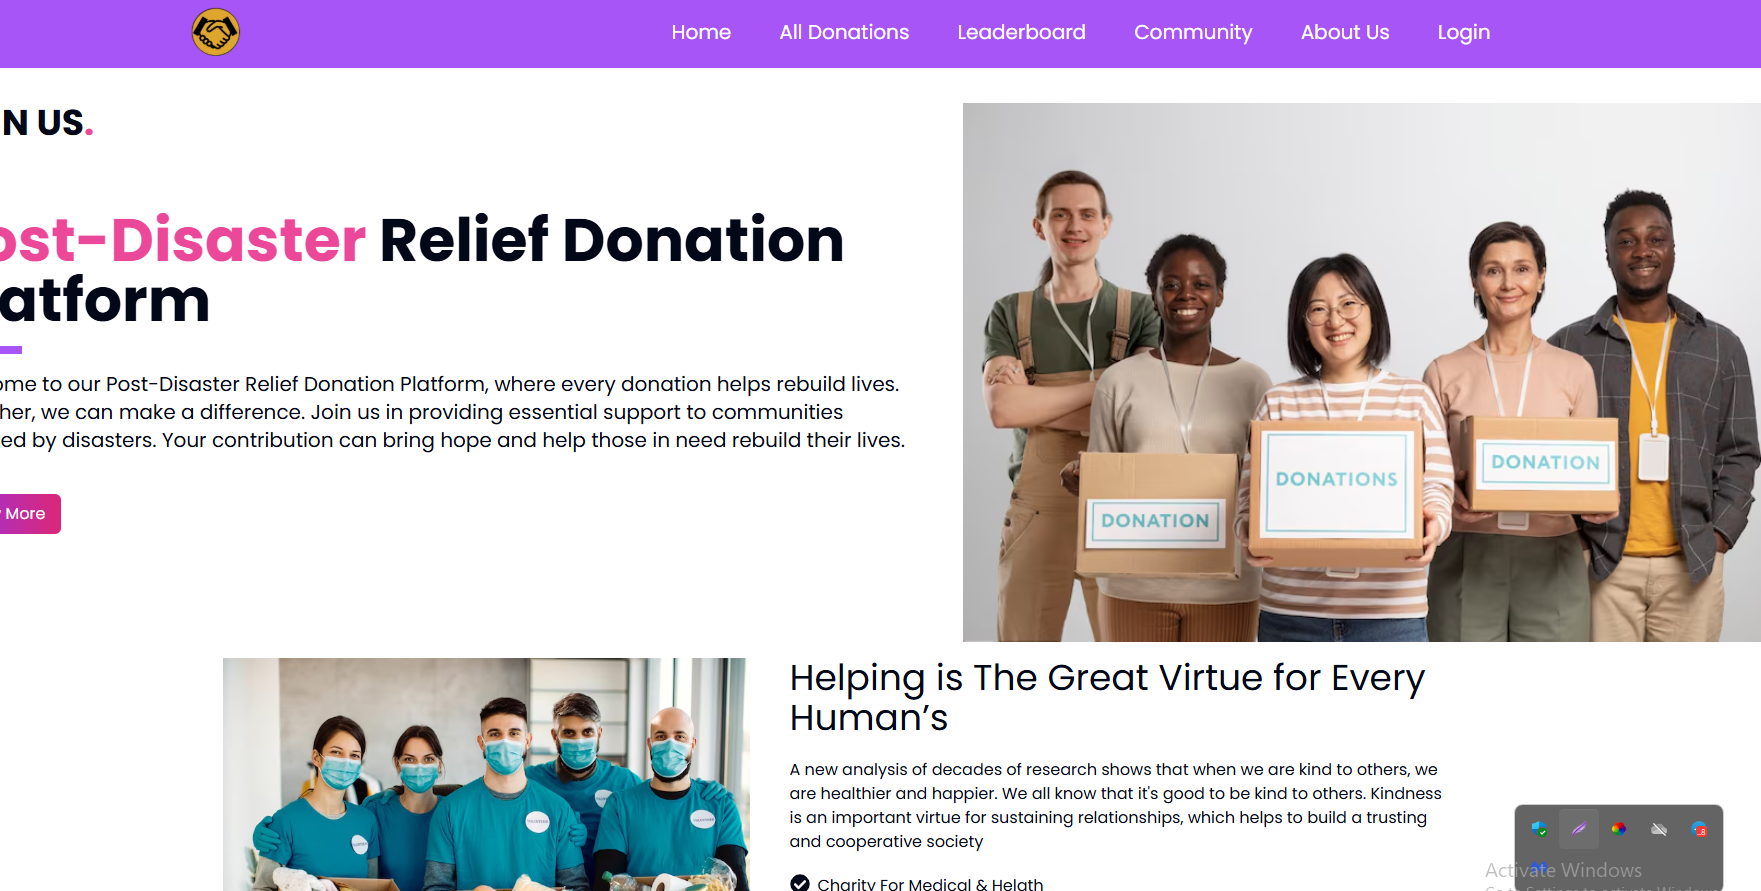 Home All Donations Leaderboard Community About Us Login
N US.
ost-Disaster Relief Donation
atform
ome to our Post-Disaster Relief Donation Platform, where every donation helps rebuild lives.
her, we can make a difference. Join us in providing essential support to communities
ed by disasters. Your contribution can bring hope and help those in need rebuild their lives.
More
DONATION
DONATIONS
DONATION
Helping is The Great Virtue for Every
Human’s
A new analysis of decades of research shows that when we are kind to others, we
are healthier and happier. We all know that it's good to be kind to others. Kindness
is an important virtue for sustaining relationships, which helps to build a trusting
and cooperative society
Charity For Medical & Helath
Activate Windows